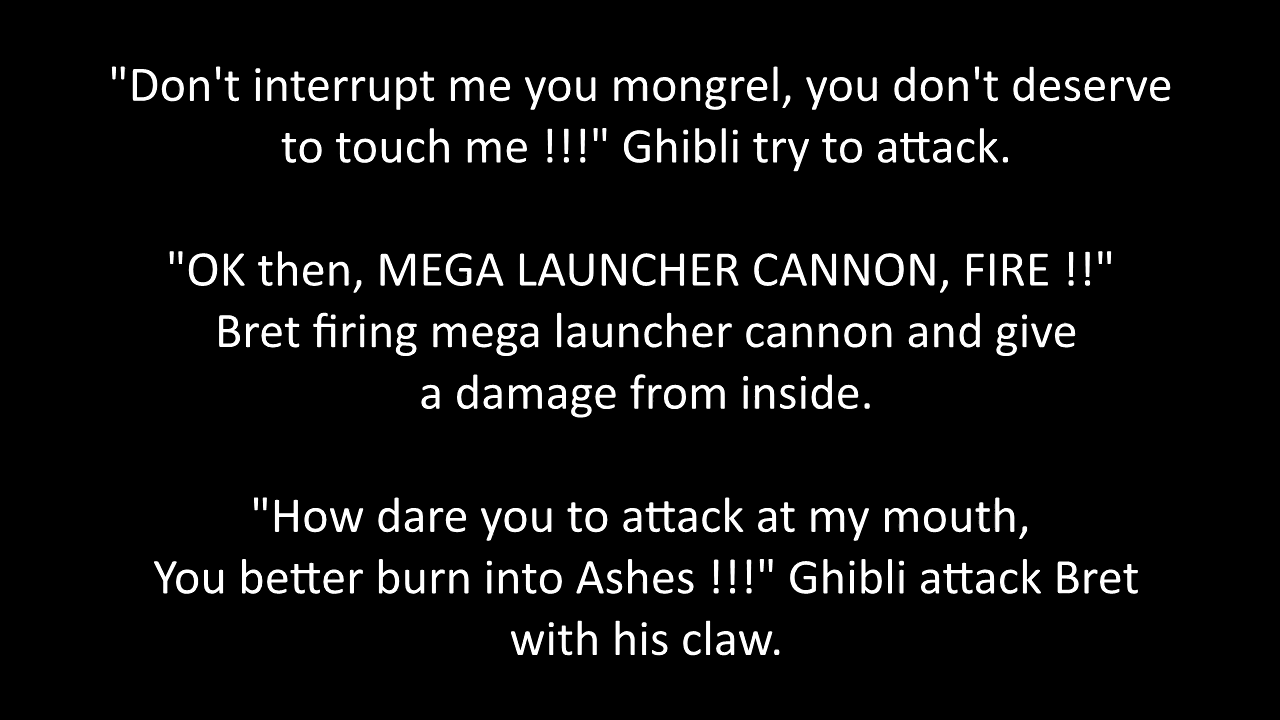 "Don't interrupt me you mongrel, you don't deserve
to touch me !!!" Ghibli try to attack.
"OK then, MEGA LAUNCHER CANNON, FIRE !!"
Bret firing mega launcher cannon and give
a damage from inside.
"How dare you to attack at my mouth,
You better burn into Ashes !!!" Ghibli attack Bret
with his claw.